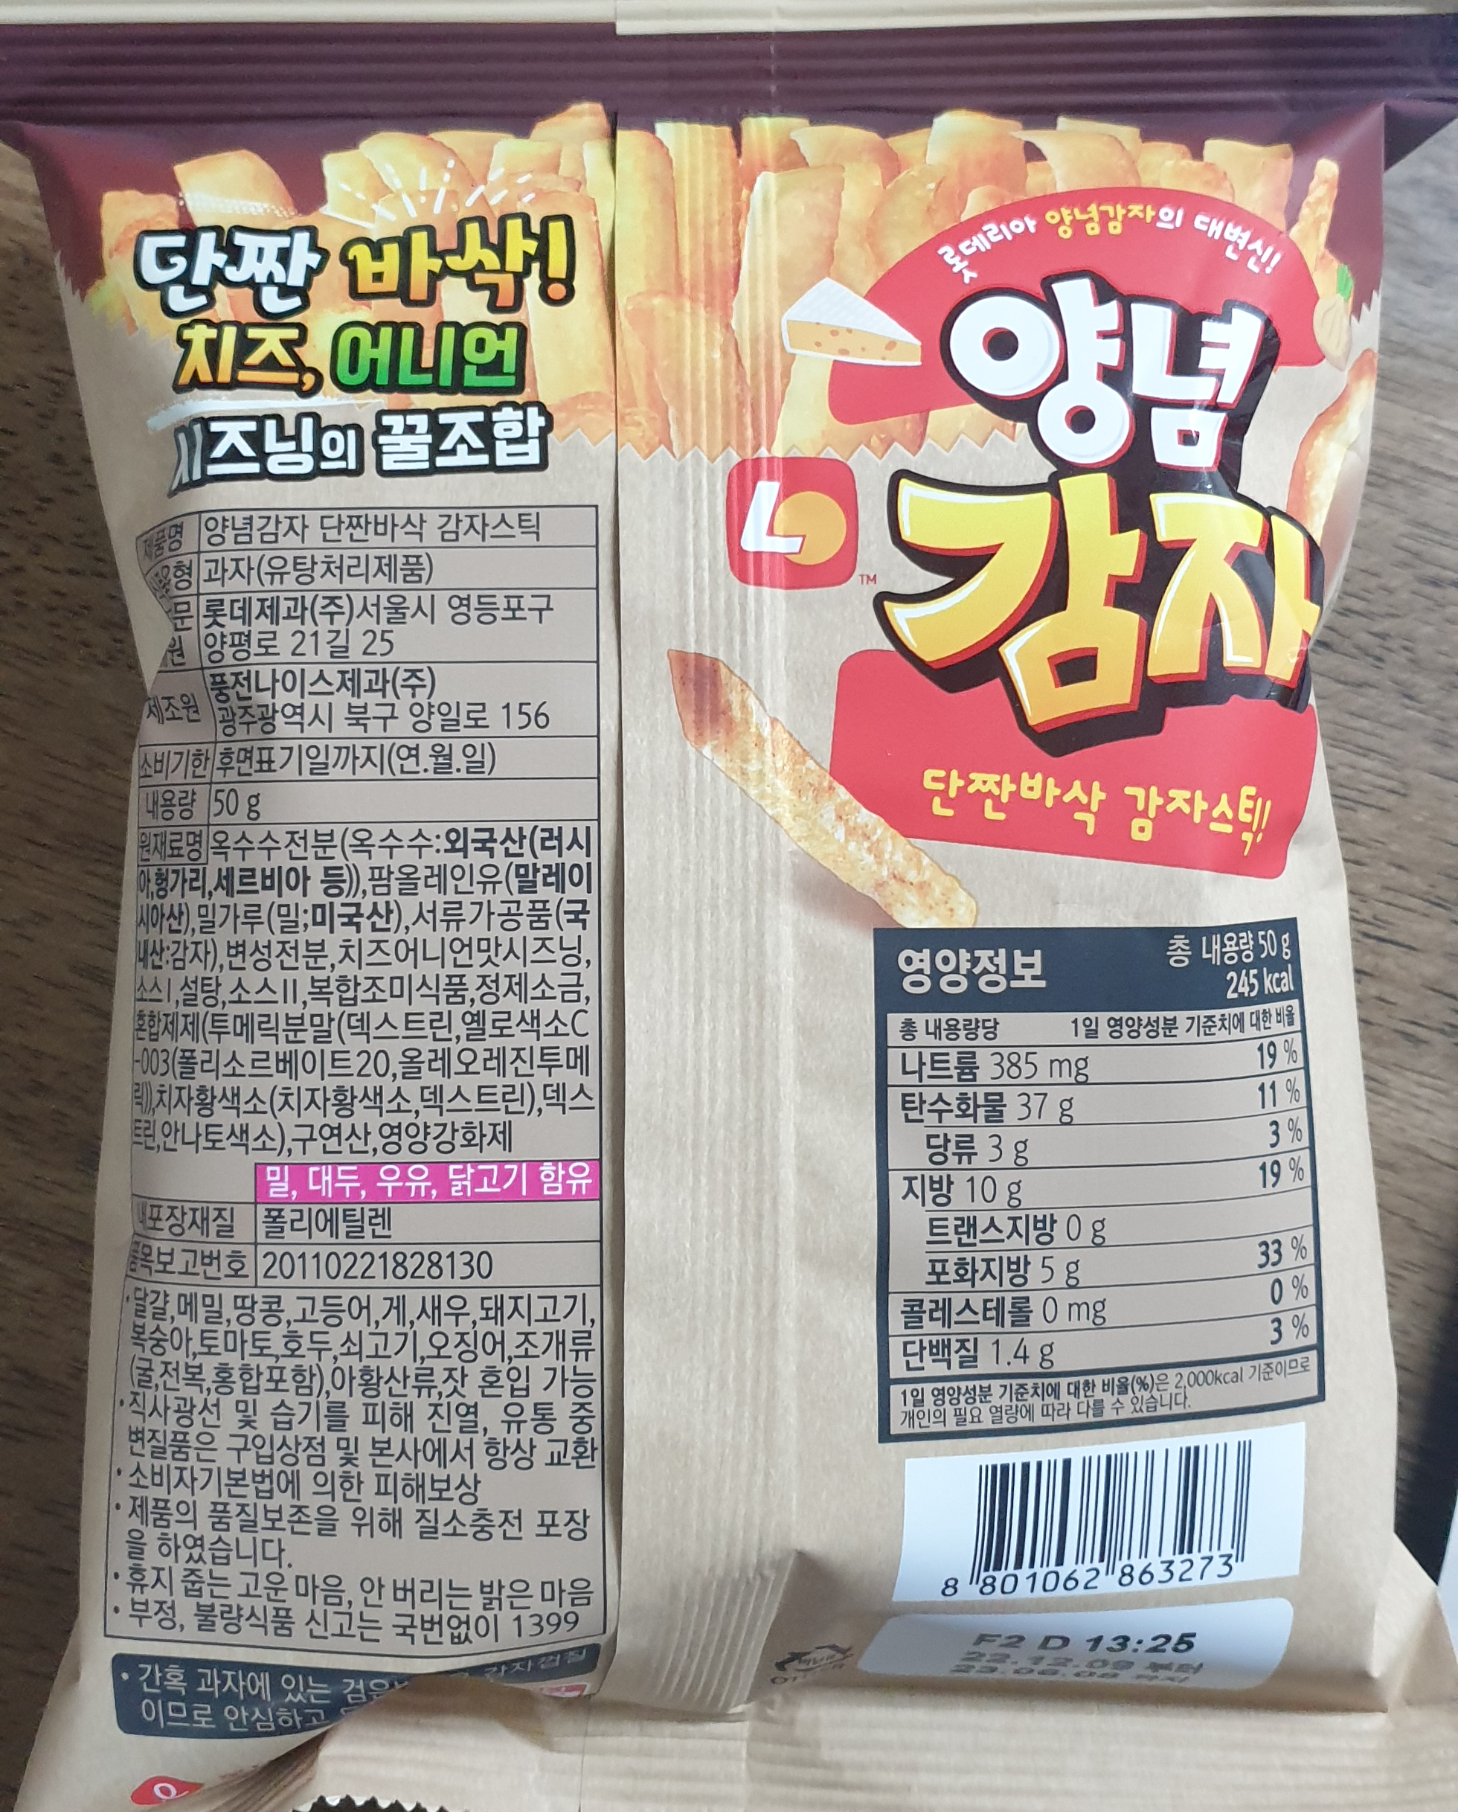 단짠 바삭!
치즈, 어니언
시즈닝의 꿀조합
제품명 양념감자 단짠바삭 감자스틱
형 과자(유탕처리제품)
문 롯데제과(주)서울시 영등포구
원 양평로 21길 25
제조원 풍전나이스제과(주)
광주광역시 북구 양일로 156
소비기한 후면표기일까지(연.월.일)
내용량 50 g
원재료명 옥수수전분(옥수수:외국산(러시
아,헝가리,세르비아 등)),팜올레인유(말레이
시아산),밀가루(밀;미국산),서류가공품(국
내산:감자),변성전분,치즈어니언맛시즈닝,
소스I,설탕,소스II,복합조미식품,정제소금,
혼합제제(투메릭분말(덱스트린,옐로색소C
-003(폴리소르베이트20,올레오레진투메
릭)),치자황색소(치자황색소,덱스트린),덱스
트린,안나토색소),구연산,영양강화제
밀, 대두, 우유, 닭고기 함유
내포장재질 폴리에틸렌
품목보고번호 20110221828130
·달걀,메밀,땅콩,고등어,게,새우,돼지고기,
복숭아,토마토,호두,쇠고기,오징어,조개류
(굴,전복,홍합포함),아황산류,잣 혼입 가능
·직사광선 및 습기를 피해 진열, 유통 중
변질품은 구입상점 및 본사에서 항상 교환
·소비자기본법에 의한 피해보상
·제품의 품질보존을 위해 질소충전 포장
을 하였습니다.
·휴지 줍는 고운 마음, 안 버리는 밝은 마음
·부정, 불량식품 신고는 국번없이 1399
·간혹 과자에 있는 감자껍질
이므로 안심하고
롯데리아 양념감자의 대변신!
양념
감자
TM
단짠바삭 감자스틱!
영양정보
총 내용량 50 g
245 kcal
총 내용량당 1일 영양성분 기준치에 대한 비율
나트륨 385 mg 19 %
탄수화물 37 g 11 %
당류 3 g 3 %
지방 10 g 19 %
트랜스지방 0 g
포화지방 5 g 33 %
콜레스테롤 0 mg 0 %
단백질 1.4 g 3 %
1일 영양성분 기준치에 대한 비율(%)은 2,000kcal 기준이므로
개인의 필요 열량에 따라 다를 수 있습니다.
8 801062 863273
F2 D 13:25
22.12.09 부터
23.06.08 까지